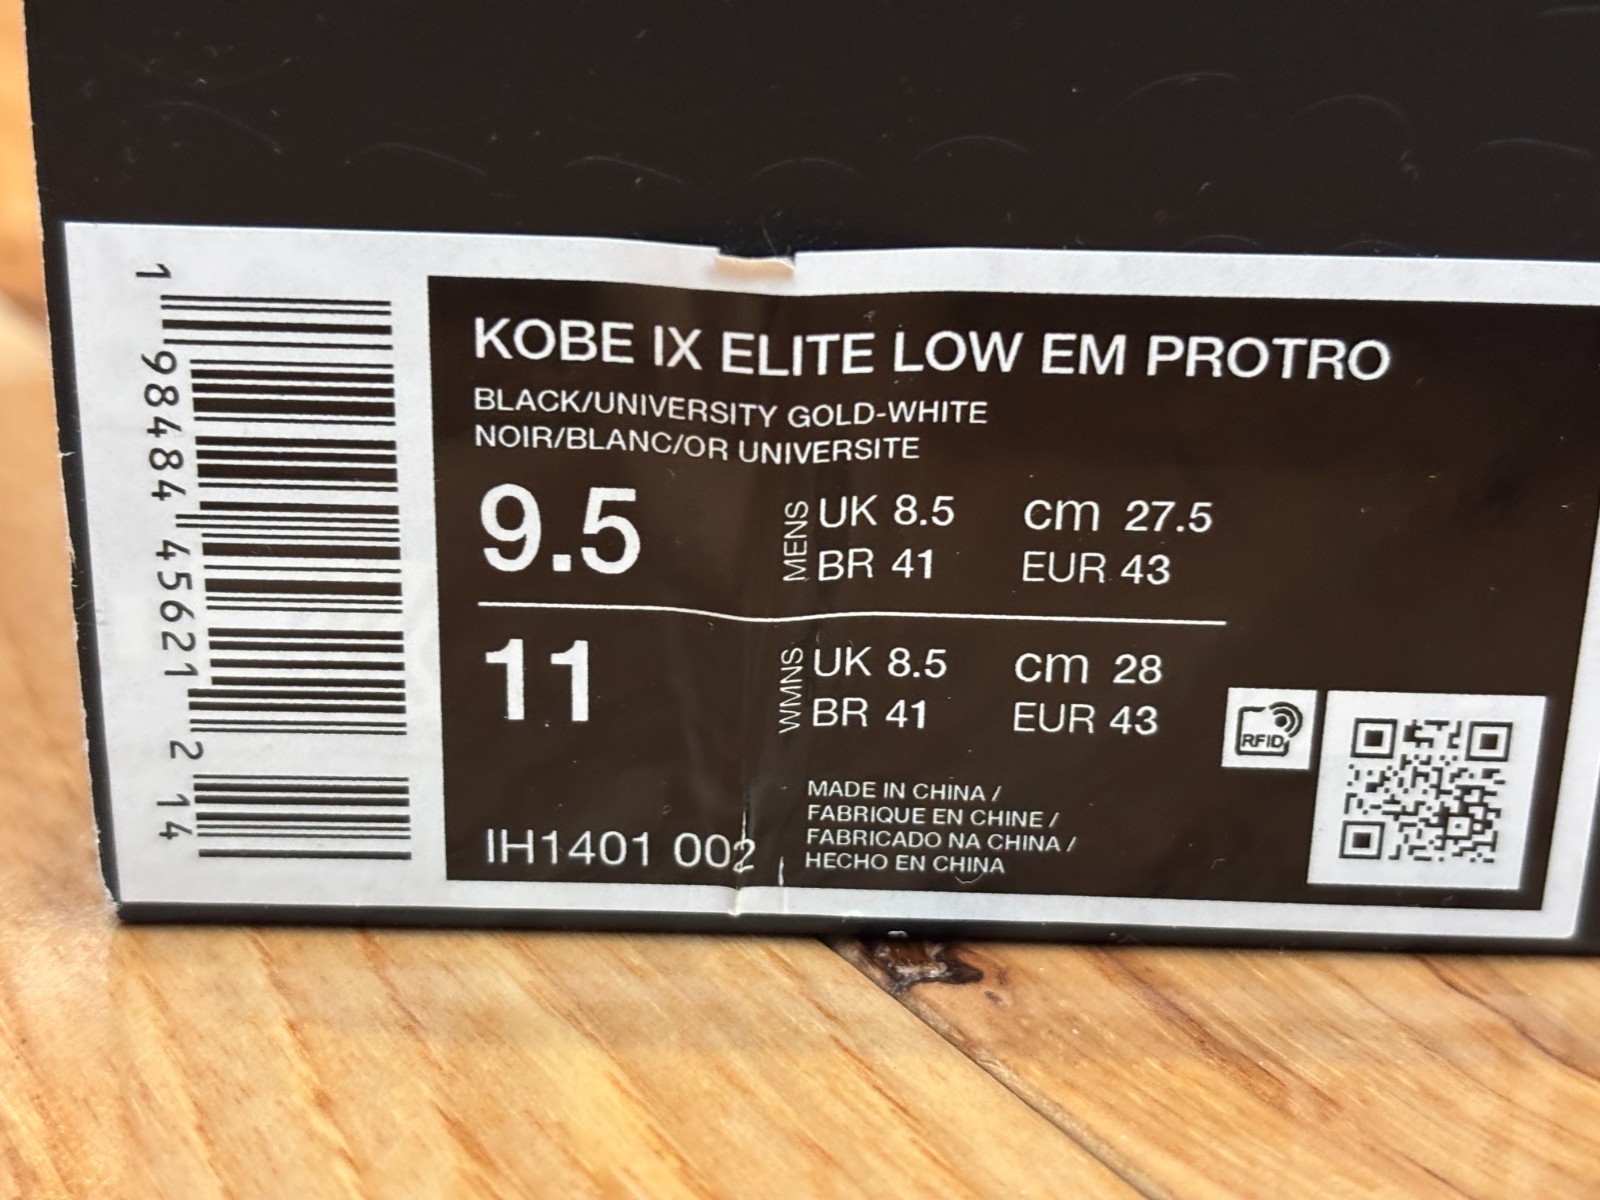 1 98484 45621 2 14
KOBE IX ELITE LOW EM PROTRO
BLACK/UNIVERSITY GOLD-WHITE
NOIR/BLANC/OR UNIVERSITE
9.5
MENS
UK 8.5 cm 27.5
BR 41 EUR 43
11
WMNS
UK 8.5 cm 28
BR 41 EUR 43
RFID
MADE IN CHINA /
FABRIQUE EN CHINE /
FABRICADO NA CHINA /
HECHO EN CHINA
IH1401 002